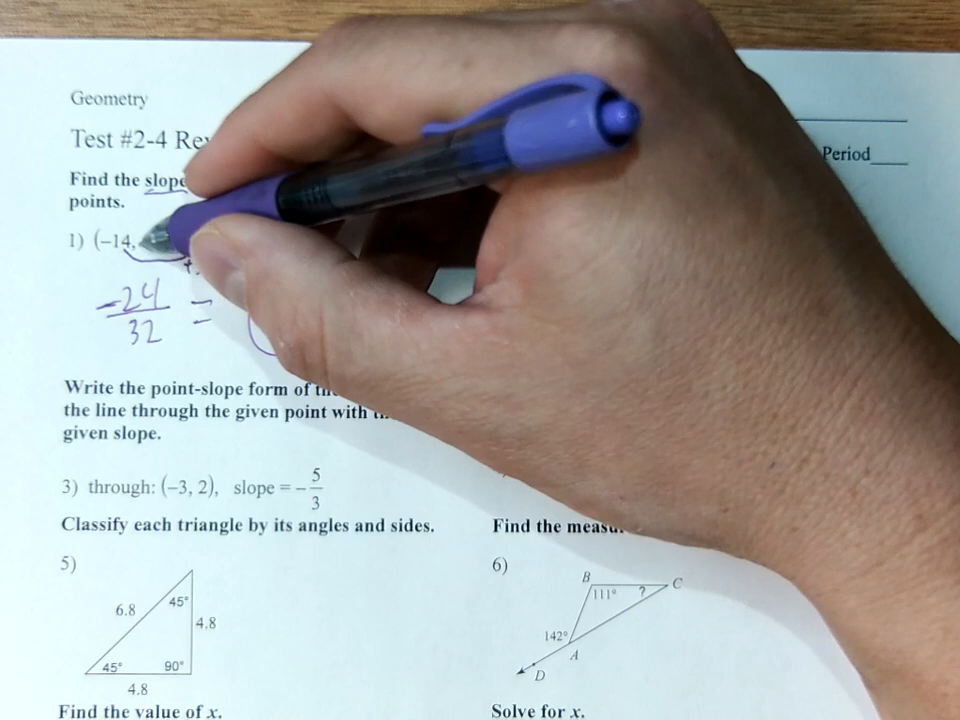 Geometry
Test #2-4
Period
Find the slope
points.
1) (−14,
-24
32
=
Write the point-slope form of
the line through the given point with
given slope.
3) through: (−3, 2), slope = −5/3
Classify each triangle by its angles and sides.
Find the
5)
6.8
45°
4.8
45°
90°
4.8
6)
B
C
111°
?
142°
A
D
Find the value of x.
Solve for x.